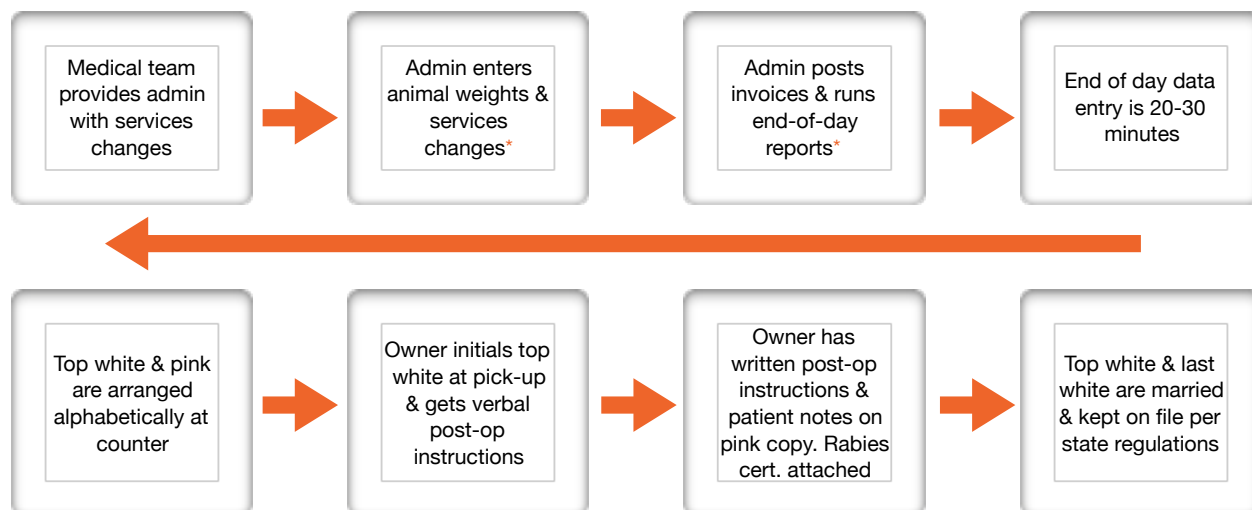 Medical team
provides admin
with services
changes
Admin enters
animal weights &
services
changes*
Admin posts
invoices & runs
end-of-day
reports*
End of day data
entry is 20-30
minutes
Top white & pink
are arranged
alphabetically at
counter
Owner initials top
white at pick-up
& gets verbal
post-op
instructions
Owner has
written post-op
instructions &
patient notes on
pink copy. Rabies
cert. attached
Top white & last
white are married
& kept on file per
state regulations